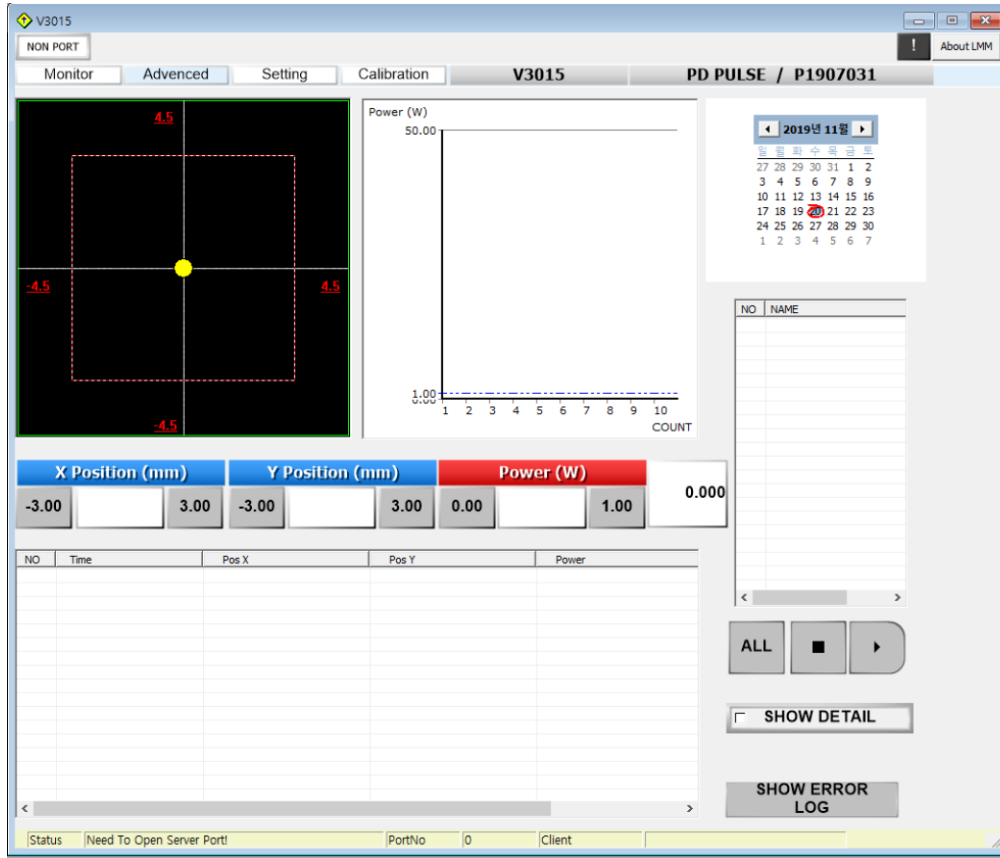 V3015
NON PORT
! About LMM
Monitor Advanced Setting Calibration V3015 PD PULSE / P1907031
4.5
-4.5 4.5
-4.5
Power (W)
50.00
1.00
0.00
1 2 3 4 5 6 7 8 9 10
COUNT
2019년 11월
일 월 화 수 목 금 토
27 28 29 30 31 1 2
3 4 5 6 7 8 9
10 11 12 13 14 15 16
17 18 19 20 21 22 23
24 25 26 27 28 29 30
1 2 3 4 5 6 7
NO NAME
X Position (mm) Y Position (mm) Power (W)
-3.00 3.00 -3.00 3.00 0.00 1.00 0.000
NO Time Pos X Pos Y Power
ALL
SHOW DETAIL
SHOW ERROR
LOG
Status Need To Open Server Port! PortNo 0 Client